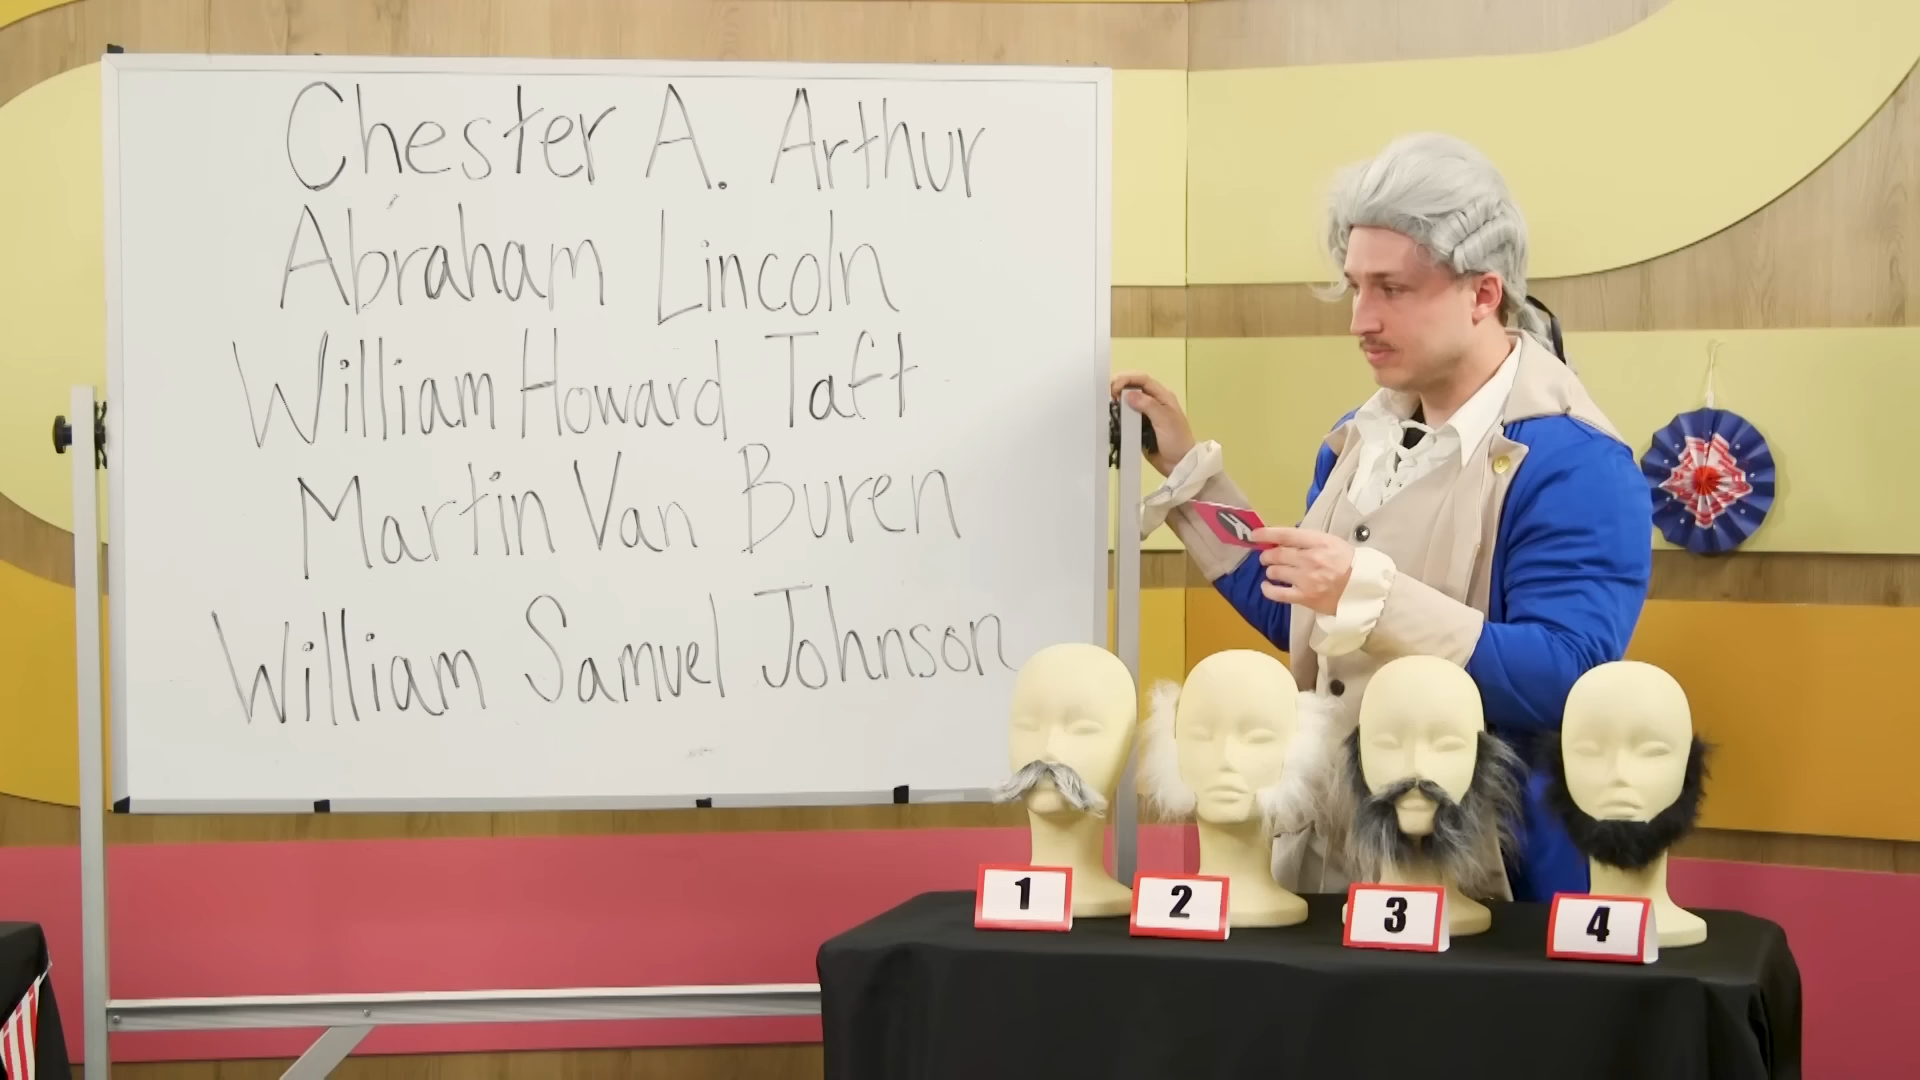 Chester A. Arthur
Abraham Lincoln
William Howard Taft
Martin Van Buren
William Samuel Johnson
1
2
3
4